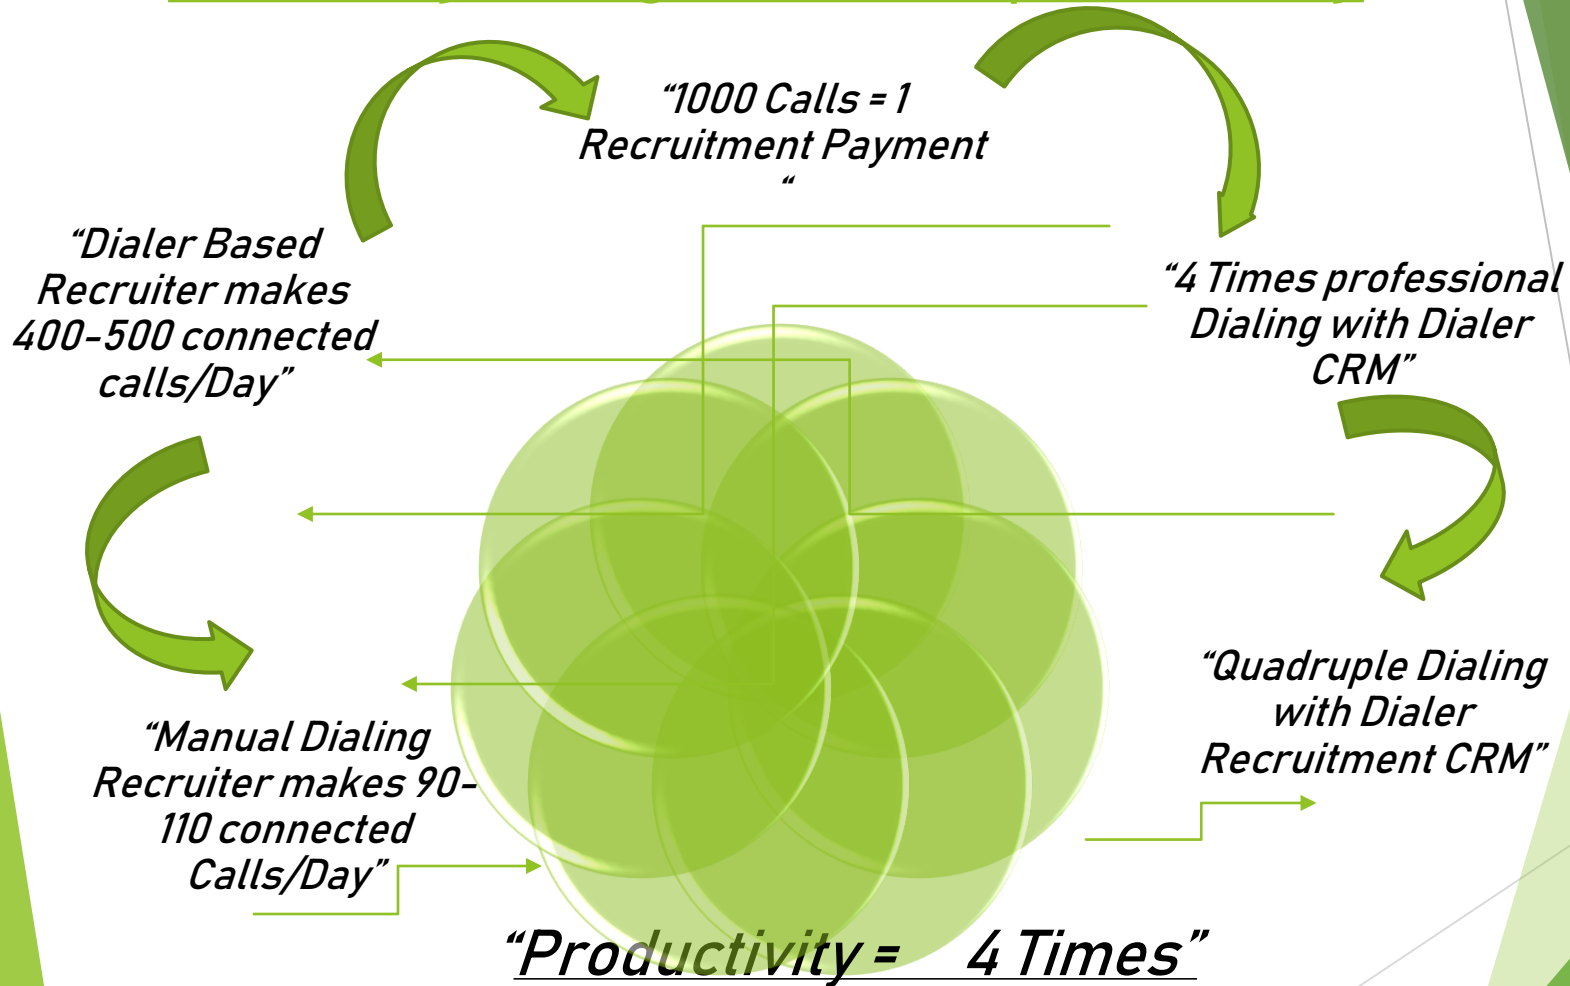 “1000 Calls = 1
Recruitment Payment
“
“Dialer Based
Recruiter makes
400-500 connected
calls/Day”
“4 Times professional
Dialing with Dialer
CRM”
“Manual Dialing
Recruiter makes 90-
110 connected
Calls/Day”
“Quadruple Dialing
with Dialer
Recruitment CRM”
“Productivity = 4 Times”